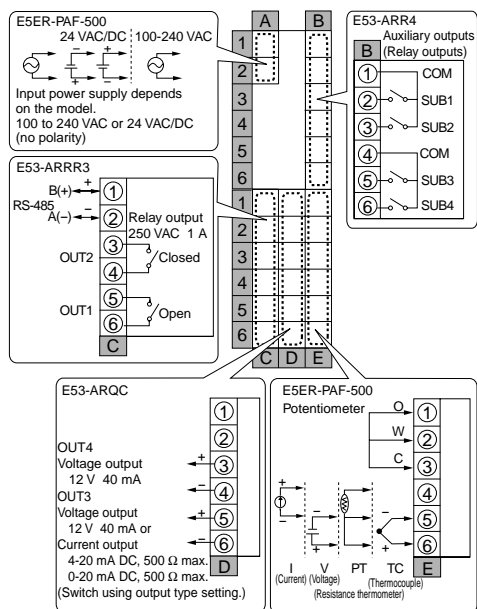 E5ER-PAF-500
24 VAC/DC 100-240 VAC
− − +
+ +
Input power supply depends
on the model.
100 to 240 VAC or 24 VAC/DC
(no polarity)
A B
1
2
3
4
5
6
1
2
3
4
5
6
C D E
E53-ARR4
Auxiliary outputs
(Relay outputs)
B
1 COM
2 SUB1
3 SUB2
4 COM
5 SUB3
6 SUB4
E53-ARRR3
B(+) + 1
RS-485
A(−) − 2
Relay output
250 VAC 1 A
3
OUT2 Closed
4
5
OUT1 Open
6
C
E53-ARQC
1
2
OUT4
Voltage output + 3
12 V 40 mA
OUT3 − 4
Voltage output + 5
12 V 40 mA or
Current output − 6
4-20 mA DC, 500 Ω max.
0-20 mA DC, 500 Ω max.
D
(Switch using output type setting.)
E5ER-PAF-500
Potentiometer
O 1
W 2
C 3
4
+ − − 5
− + + 6
E
I V PT TC
(Current) (Voltage) (Thermocouple)
(Resistance thermometer)